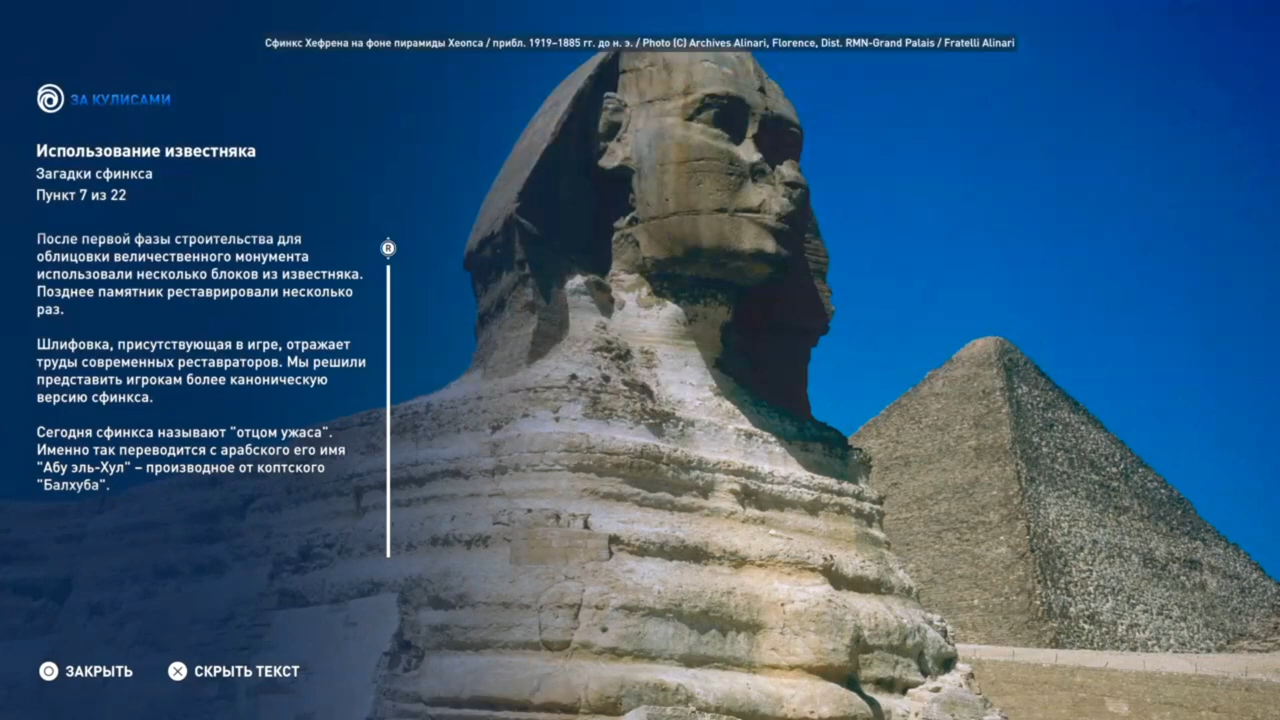 Сфинкс Хефрена на фоне пирамиды Хеопса / прибл. 1919–1885 гг. до н. э. / Photo (C) Archives Alinari, Florence, Dist. RMN-Grand Palais / Fratelli Alinari
ЗА КУЛИСАМИ
Использование известняка
Загадки сфинкса
Пункт 7 из 22
После первой фазы строительства для
облицовки величественного монумента
использовали несколько блоков из известняка.
Позднее памятник реставрировали несколько
раз.
Шлифовка, присутствующая в игре, отражает
труды современных реставраторов. Мы решили
представить игрокам более каноническую
версию сфинкса.
Сегодня сфинкса называют "отцом ужаса".
Именно так переводится с арабского его имя
"Абу эль-Хул" – производное от коптского
"Балхуба".
R
ЗАКРЫТЬ
СКРЫТЬ ТЕКСТ